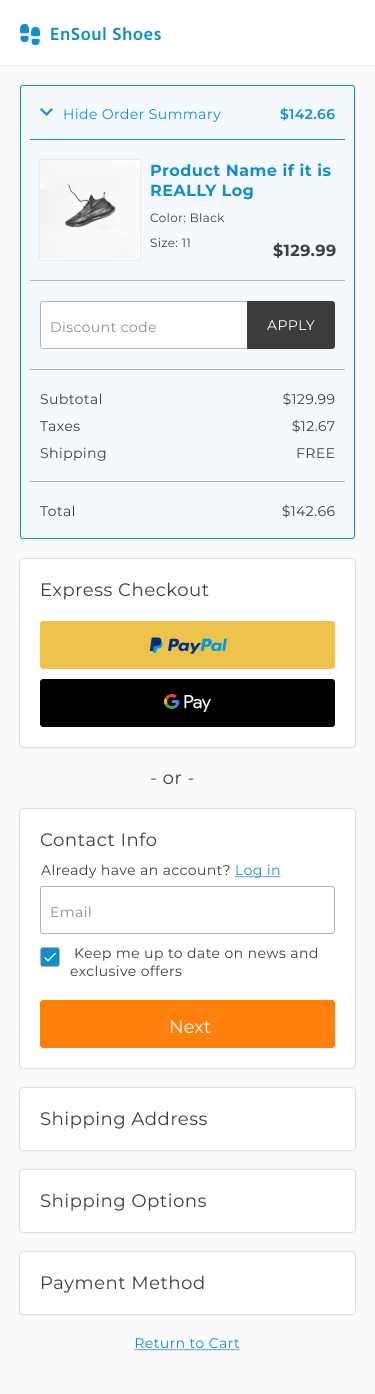 EnSoul Shoes
Hide Order Summary $142.66
Product Name if it is
REALLY Log
Color: Black
Size: 11
$129.99
Discount code APPLY
Subtotal $129.99
Taxes $12.67
Shipping FREE
Total $142.66
Express Checkout
PayPal
G Pay
- or -
Contact Info
Already have an account? Log in
Email
Keep me up to date on news and
exclusive offers
Next
Shipping Address
Shipping Options
Payment Method
Return to Cart